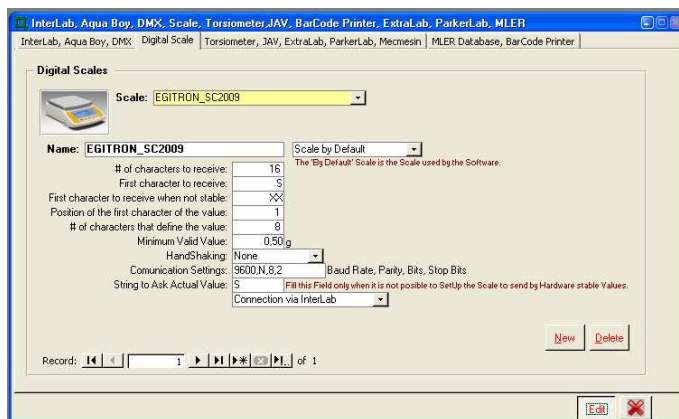 InterLab, Aqua Boy, DMX, Scale, Torsiometer,JAV, BarCode Printer, ExtraLab, ParkerLab, MLER
InterLab, Aqua Boy, DMX Digital Scale Torsiometer, JAV, ExtraLab, ParkerLab, Mecmesin MLER Database, BarCode Printer
Digital Scales
Scale: EGITRON_SC2009
Name: EGITRON_SC2009 Scale by Default
The 'By Default' Scale is the Scale used by the Software.
# of characters to receive: 16
First character to receive: S
First character to receive when not stable: XX
Position of the first character of the value: 1
# of characters that define the value: 8
Minimum Valid Value: 0,50 g
HandShaking: None
Comunication Settings: 9600,N,8,2 Baud Rate, Parity, Bits, Stop Bits
String to Ask Actual Value: S Fill this Field only when it is not posible to SetUp the Scale to send by Hardware stable Values.
Connection via InterLab
New Delete
Record: 1 of 1
Edit